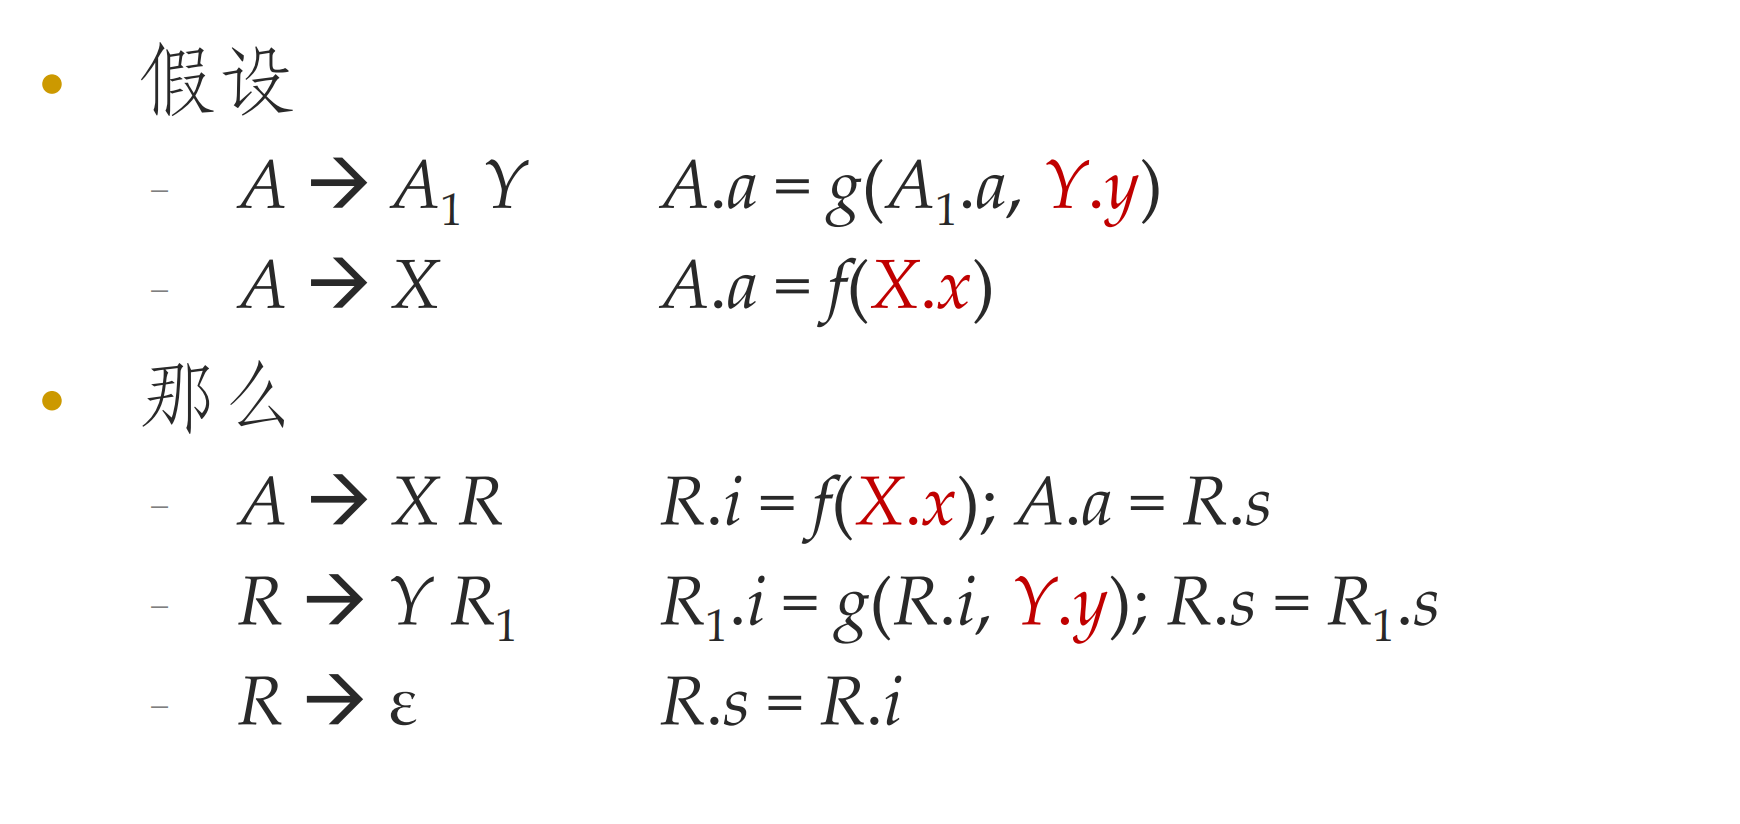 • 假设
– A → A₁ Y A.a = g(A₁.a, Y.y)
– A → X A.a = f(X.x)
• 那么
– A → X R R.i = f(X.x); A.a = R.s
– R → Y R₁ R₁.i = g(R.i, Y.y); R.s = R₁.s
– R → ε R.s = R.i